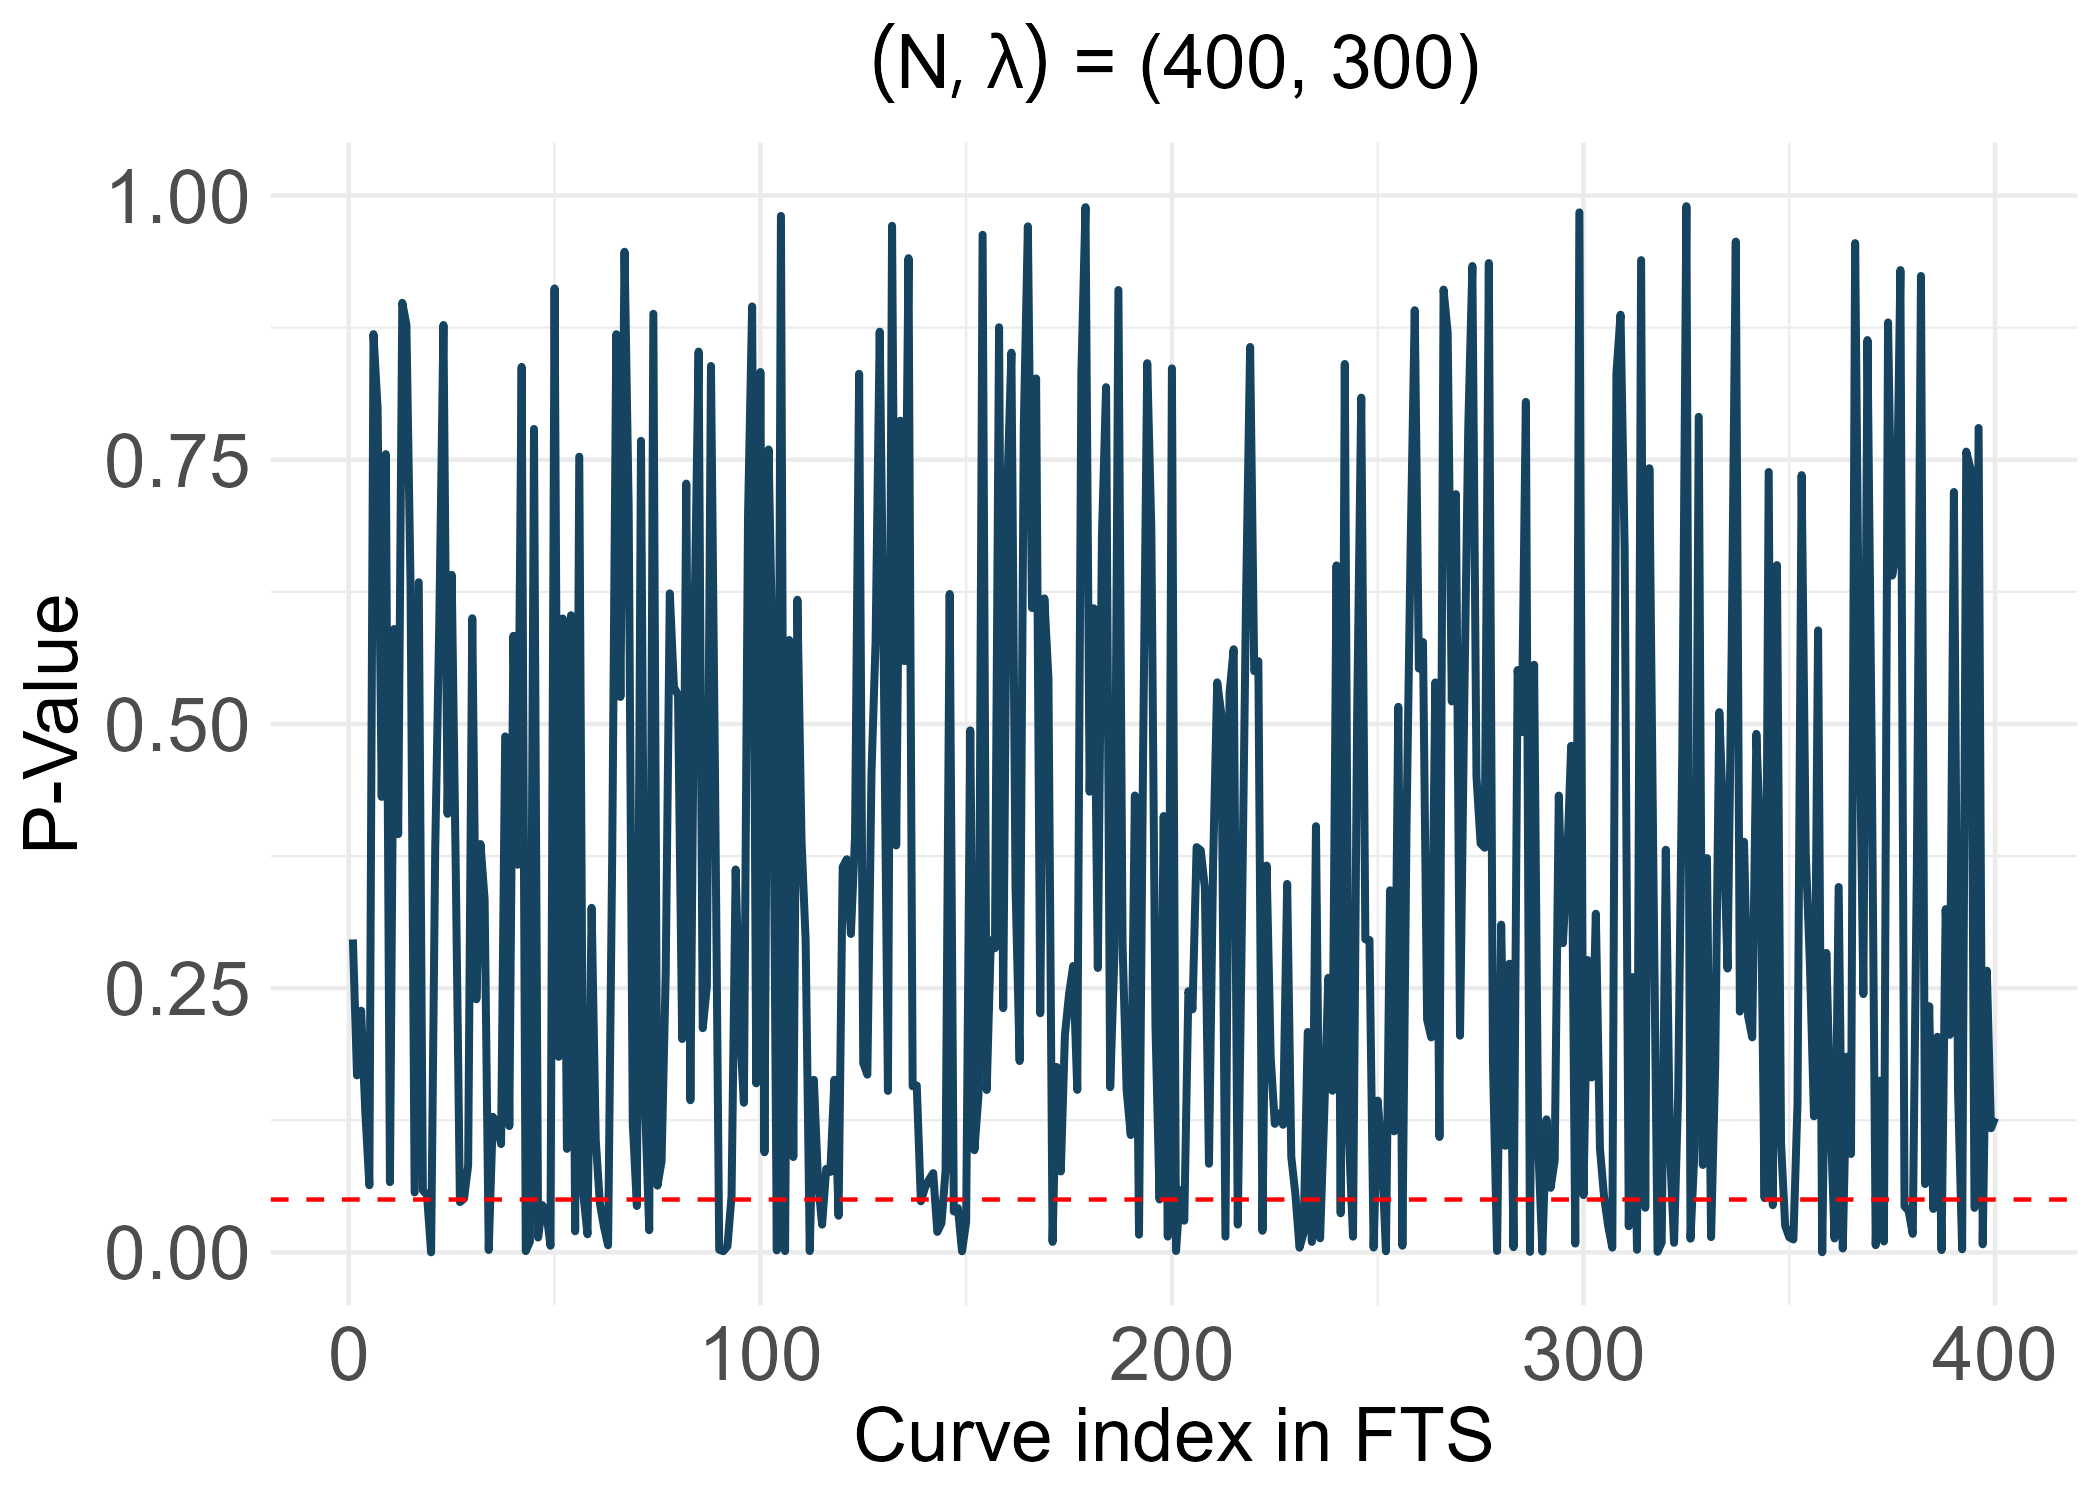 (N, λ) = (400, 300)
1.00
0.75
0.50
0.25
0.00
P-Value
0 100 200 300 400
Curve index in FTS